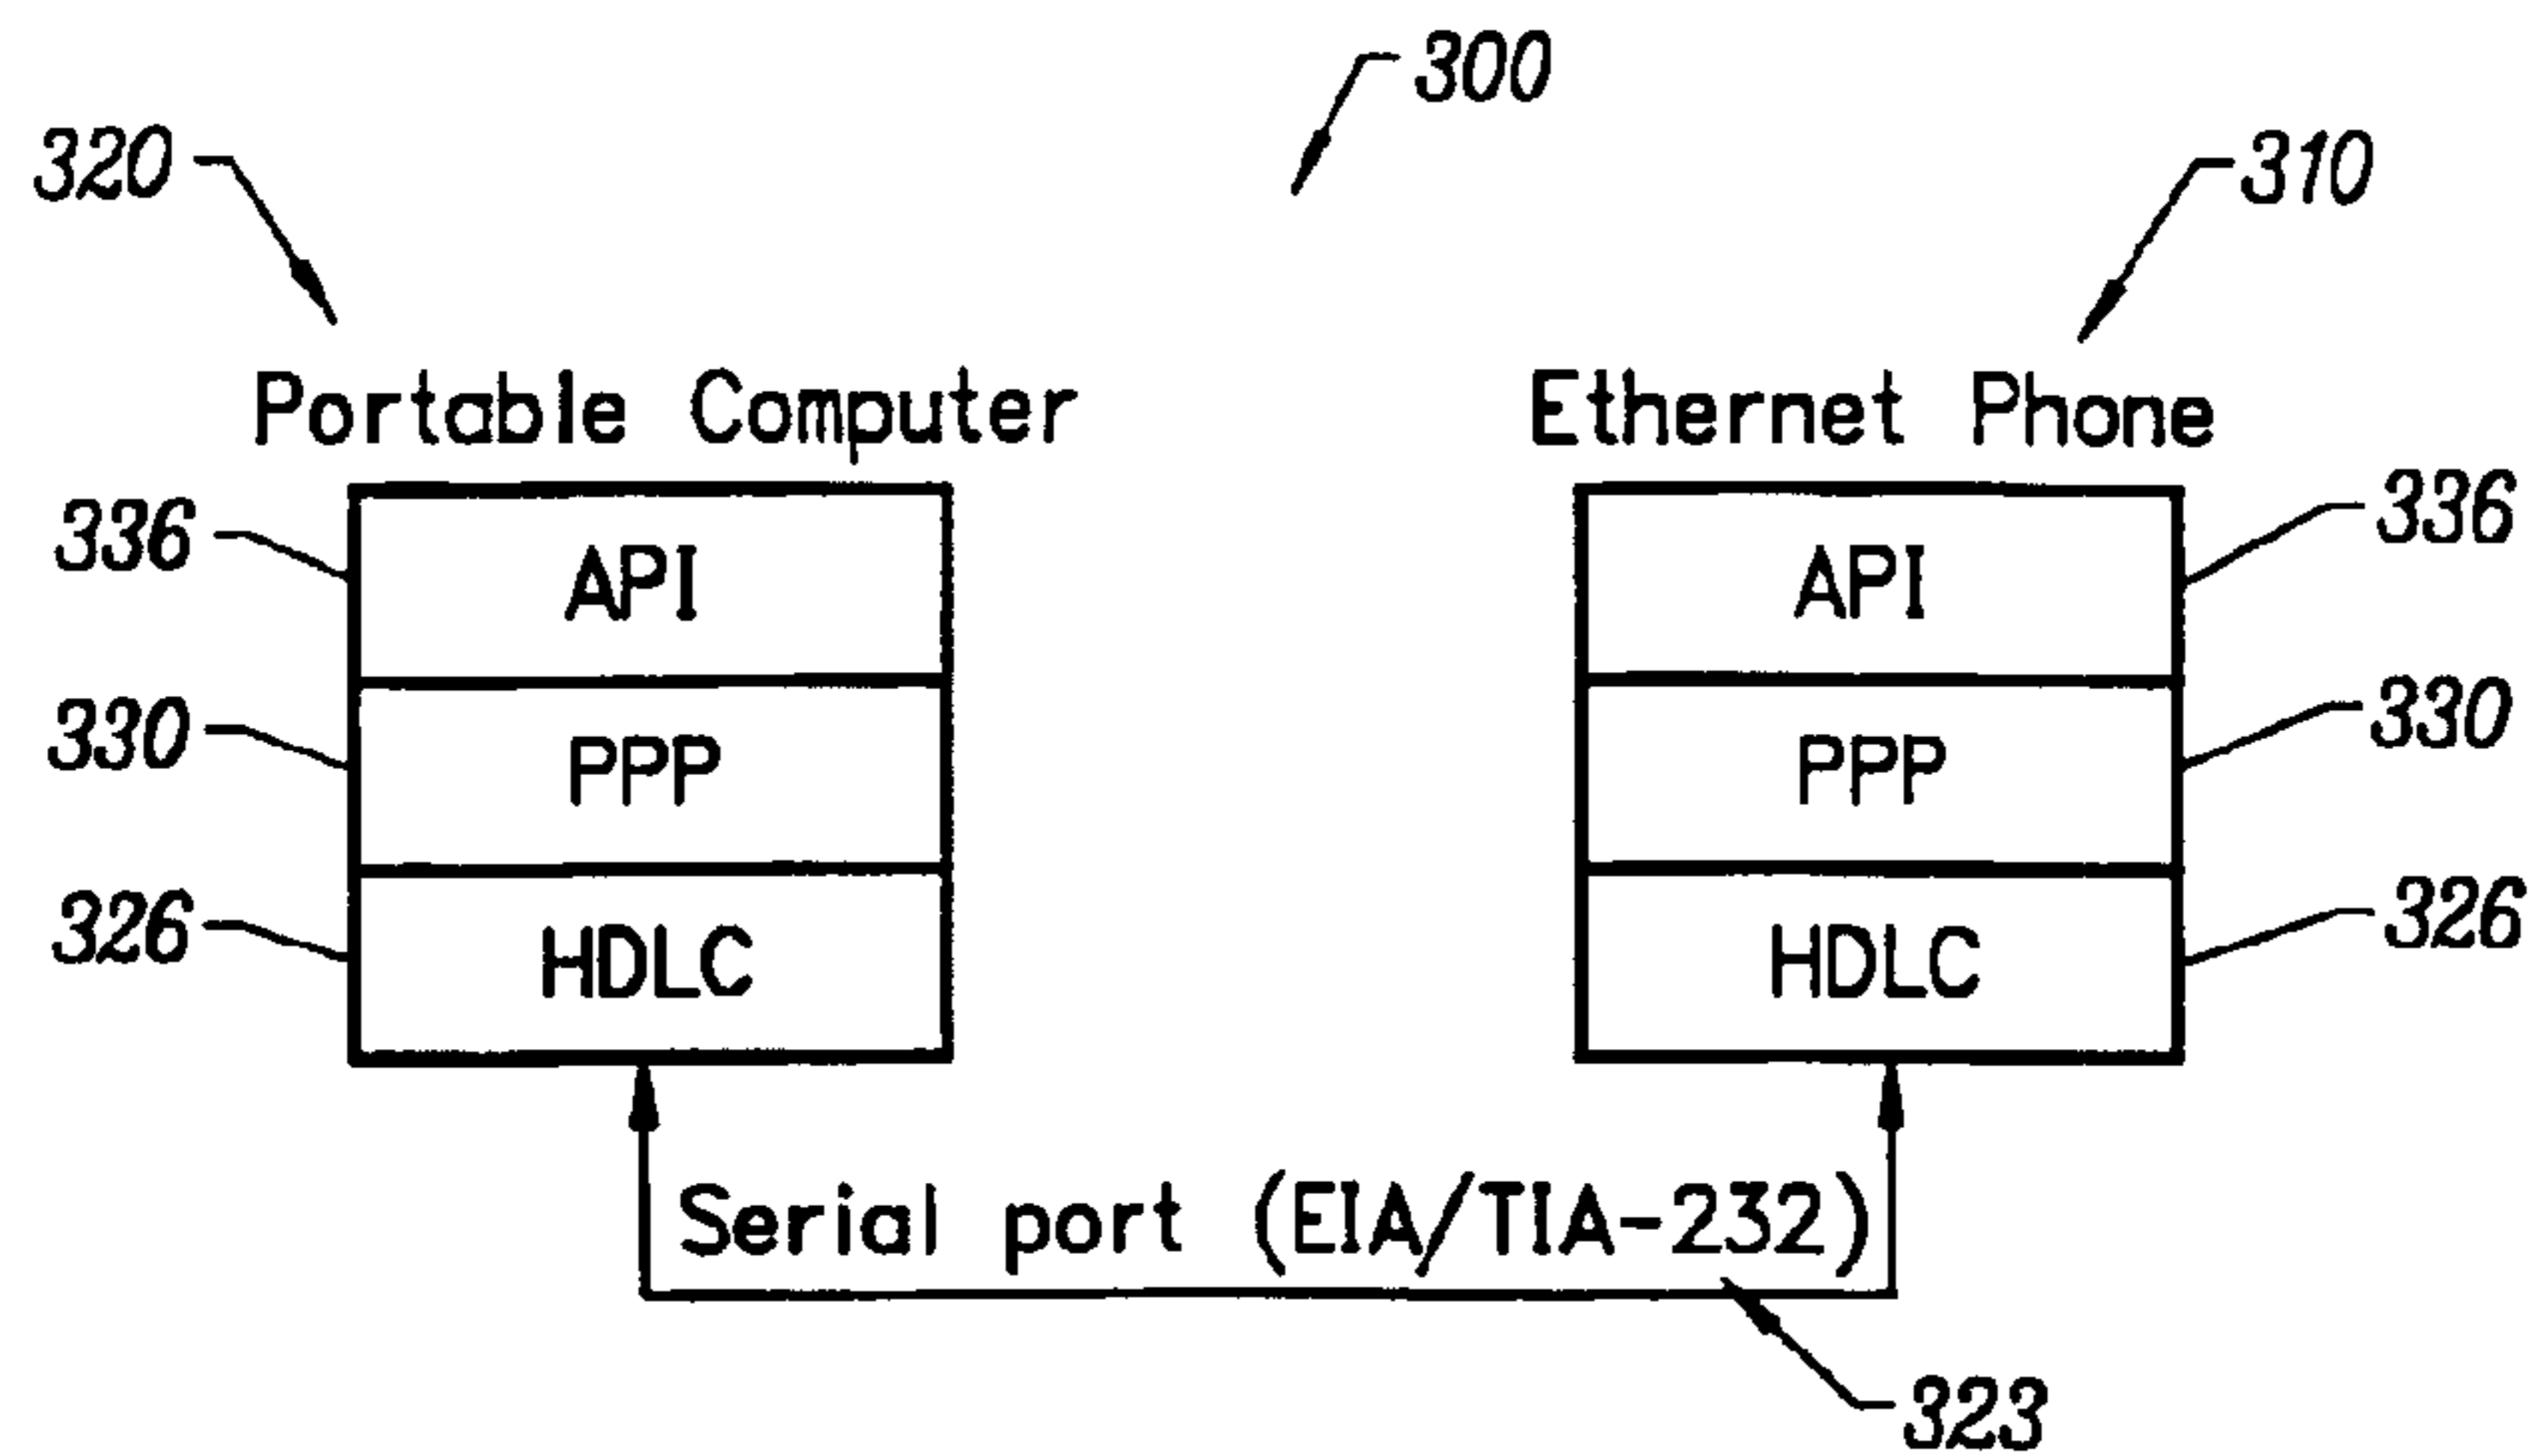 300
320
310
Portable Computer
Ethernet Phone
336
API
API
336
330
PPP
PPP
330
326
HDLC
HDLC
326
Serial port (EIA/TIA-232)
323